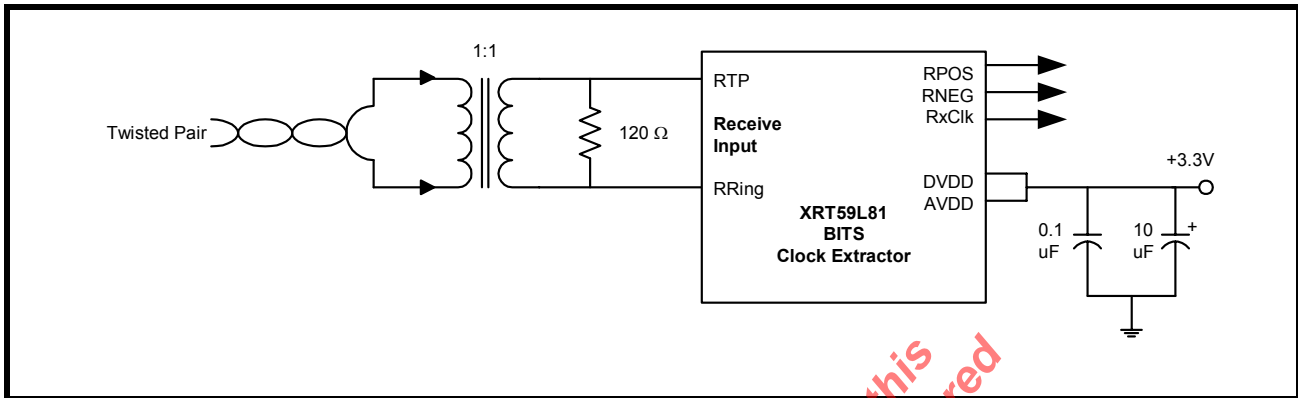 1:1
Twisted Pair
120 Ω
RTP
Receive
Input
RRing
XRT59L81
BITS
Clock Extractor
RPOS
RNEG
RxClk
DVDD
AVDD
+3.3V
0.1
uF
10
uF
+
this